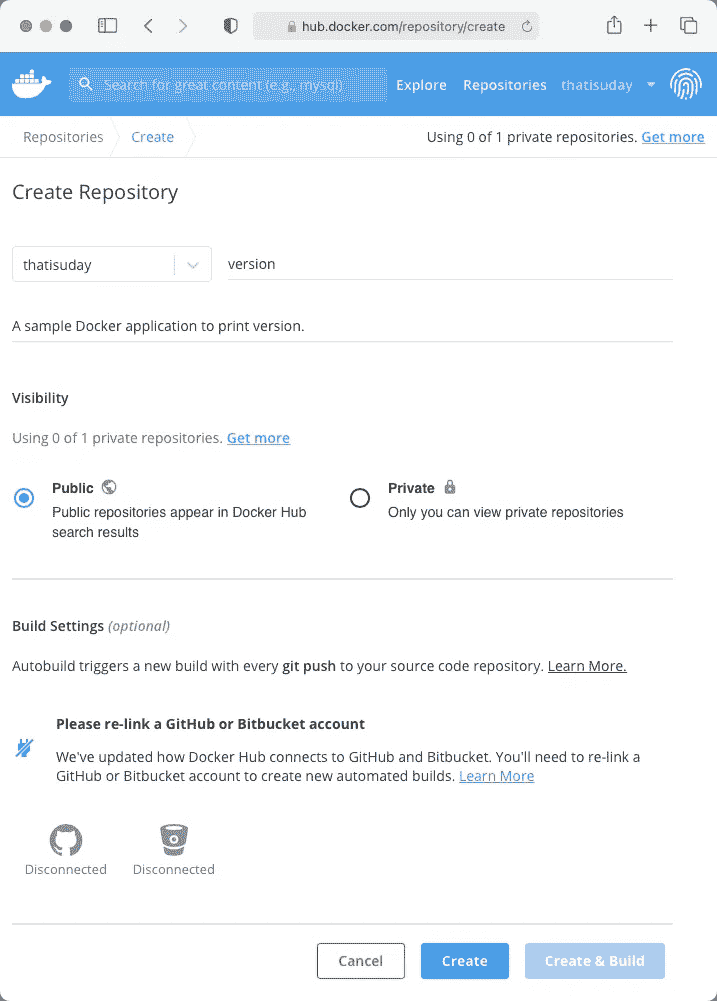 hub.docker.com/repository/create
Search for great content (e.g., mysql)
Explore
Repositories
thatisuday
Repositories
Create
Using 0 of 1 private repositories. Get more
Create Repository
thatisuday
version
A sample Docker application to print version.
Visibility
Using 0 of 1 private repositories. Get more
Public
Public repositories appear in Docker Hub
search results
Private
Only you can view private repositories
Build Settings (optional)
Autobuild triggers a new build with every git push to your source code repository. Learn More.
Please re-link a GitHub or Bitbucket account
We've updated how Docker Hub connects to GitHub and Bitbucket. You'll need to re-link a
GitHub or Bitbucket account to create new automated builds. Learn More
Disconnected
Disconnected
Cancel
Create
Create & Build